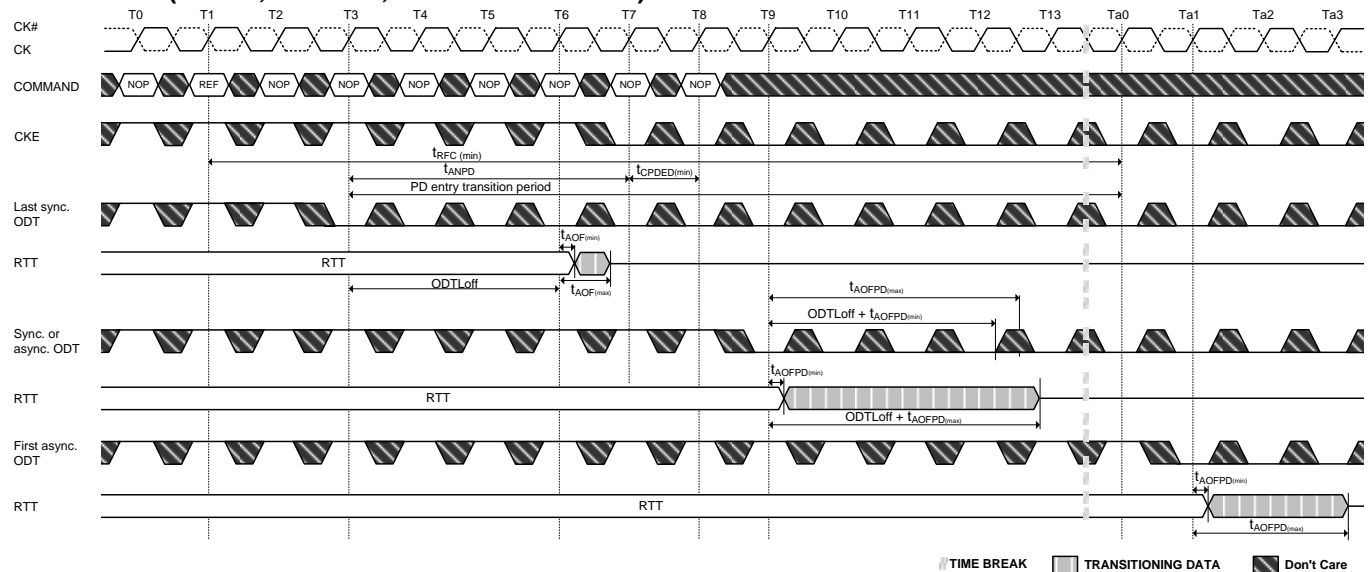 T0 T1 T2 T3 T4 T5 T6 T7 T8 T9 T10 T11 T12 T13 Ta0 Ta1 Ta2 Ta3
CK#
CK
COMMAND NOP REF NOP NOP NOP NOP NOP NOP NOP
CKE
tRFC (min)
tANPD tCPDED(min)
PD entry transition period
Last sync.
ODT
tAOF(min)
RTT RTT
ODTLoff tAOF(max)
tAOFPD(max)
ODTLoff + tAOFPD(min)
Sync. or
async. ODT
tAOFPD(min)
RTT RTT
ODTLoff + tAOFPD(max)
First async.
ODT
tAOFPD(min)
RTT RTT
tAOFPD(max)
TIME BREAK TRANSITIONING DATA Don't Care